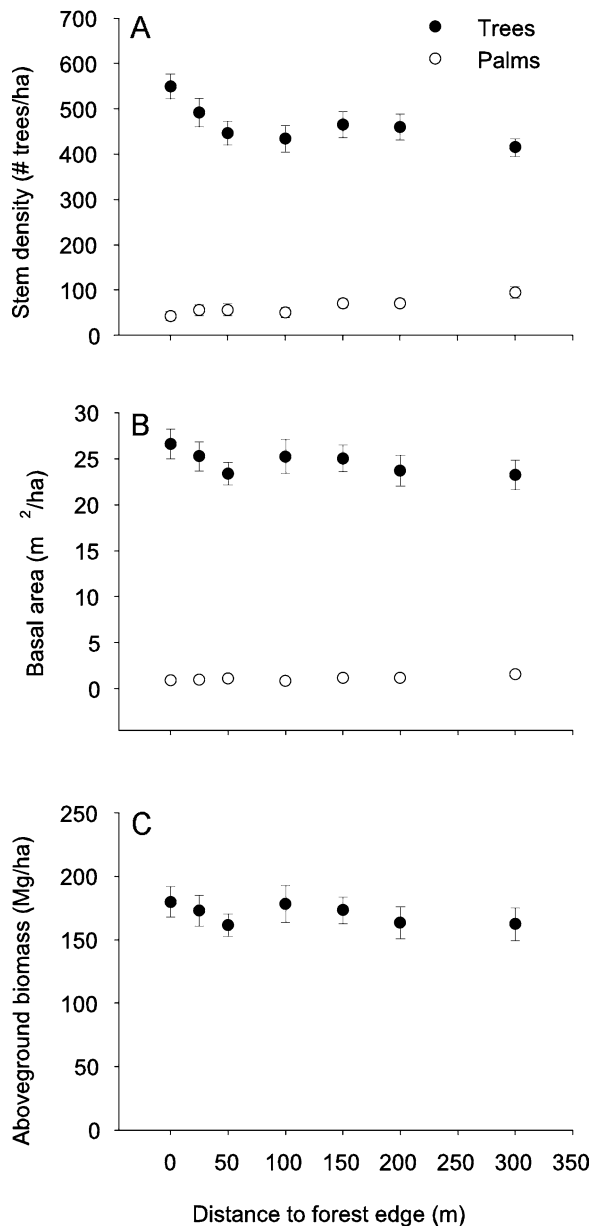 A
Trees
Palms
Stem density (# trees/ha)
700
600
500
400
300
200
100
0
B
Basal area (m 2/ha)
30
25
20
15
10
5
0
C
Aboveground biomass (Mg/ha)
250
200
150
100
50
0
0 50 100 150 200 250 300 350
Distance to forest edge (m)